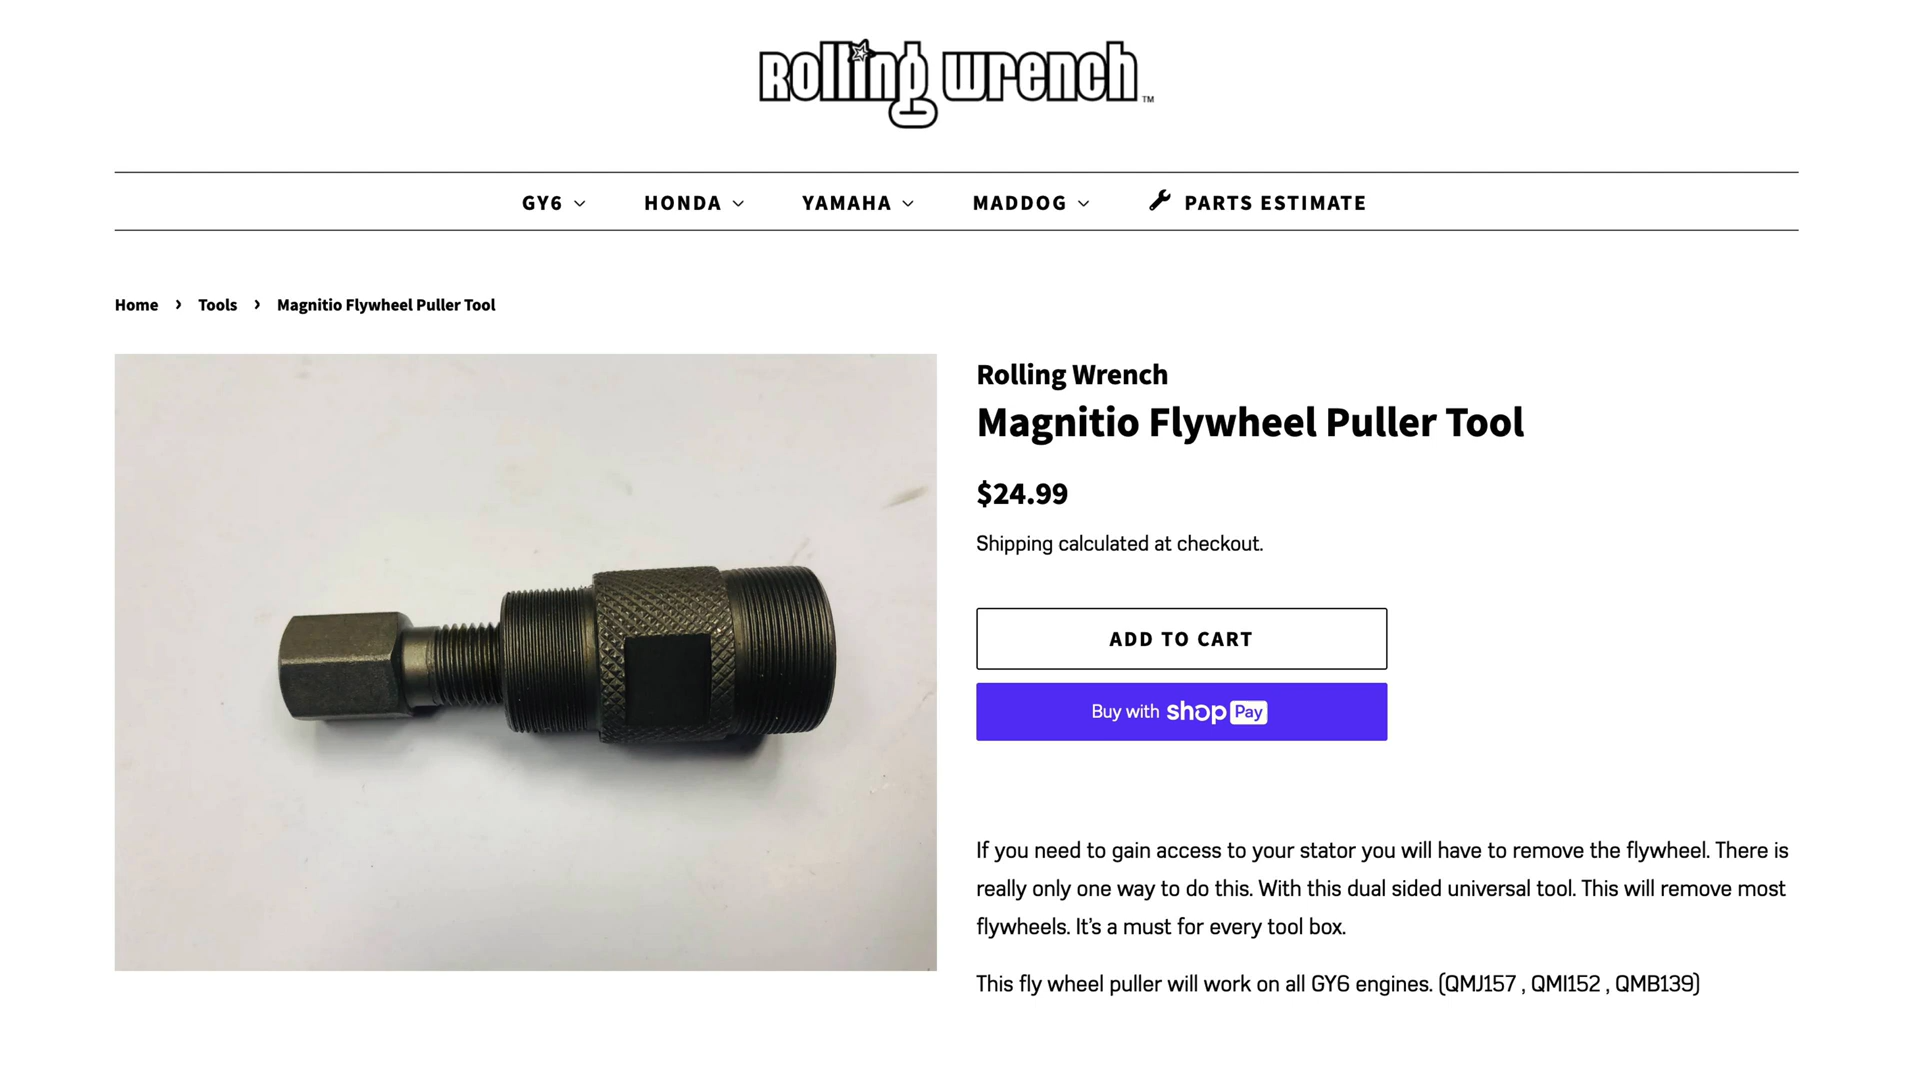 Rolling Wrench ™
GY6
HONDA
YAMAHA
MADDOG
PARTS ESTIMATE
Home › Tools › Magnitio Flywheel Puller Tool
Rolling Wrench
Magnitio Flywheel Puller Tool
$24.99
Shipping calculated at checkout.
ADD TO CART
Buy with shop Pay
If you need to gain access to your stator you will have to remove the flywheel. There is
really only one way to do this. With this dual sided universal tool. This will remove most
flywheels. It’s a must for every tool box.
This fly wheel puller will work on all GY6 engines. (QMJ157 , QMI152 , QMB139)